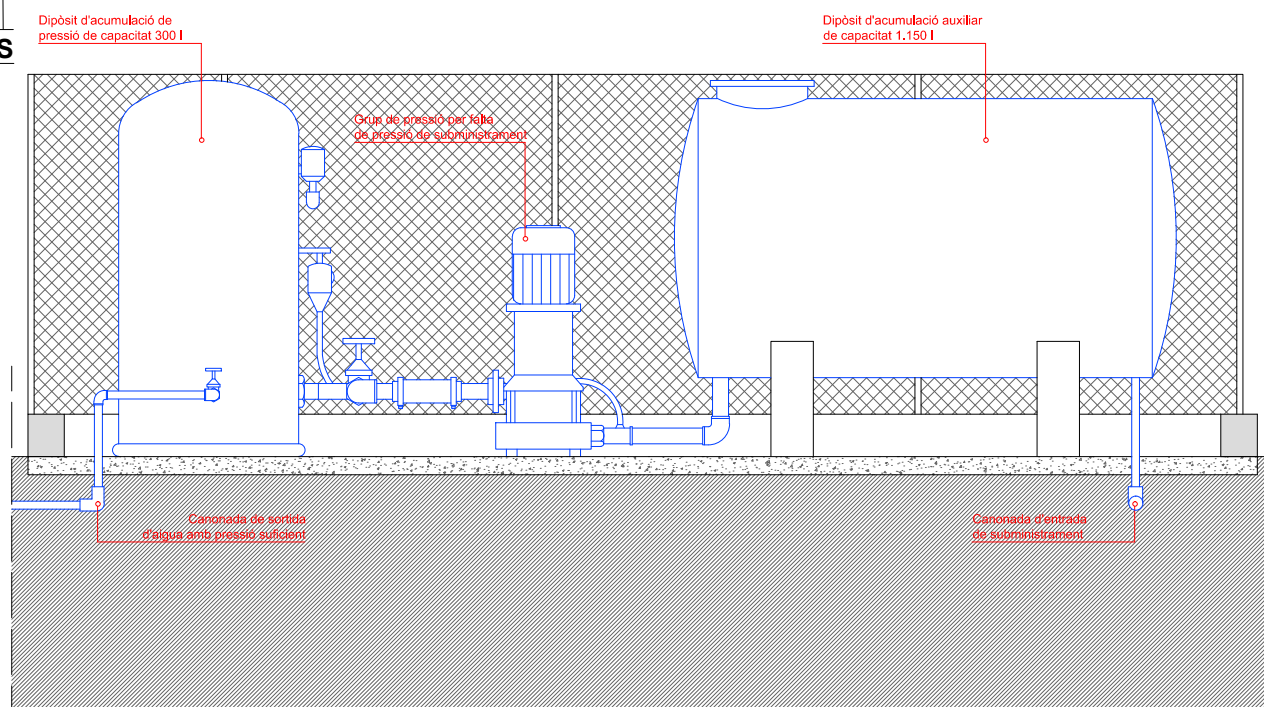 S
Dipòsit d'acumulació de
pressió de capacitat 300 l
Dipòsit d'acumulació auxiliar
de capacitat 1.150 l
Grup de pressió per falta
de pressió de subministrament
Canonada de sortida
d'aigua amb pressió suficient
Canonada d'entrada
de subministrament